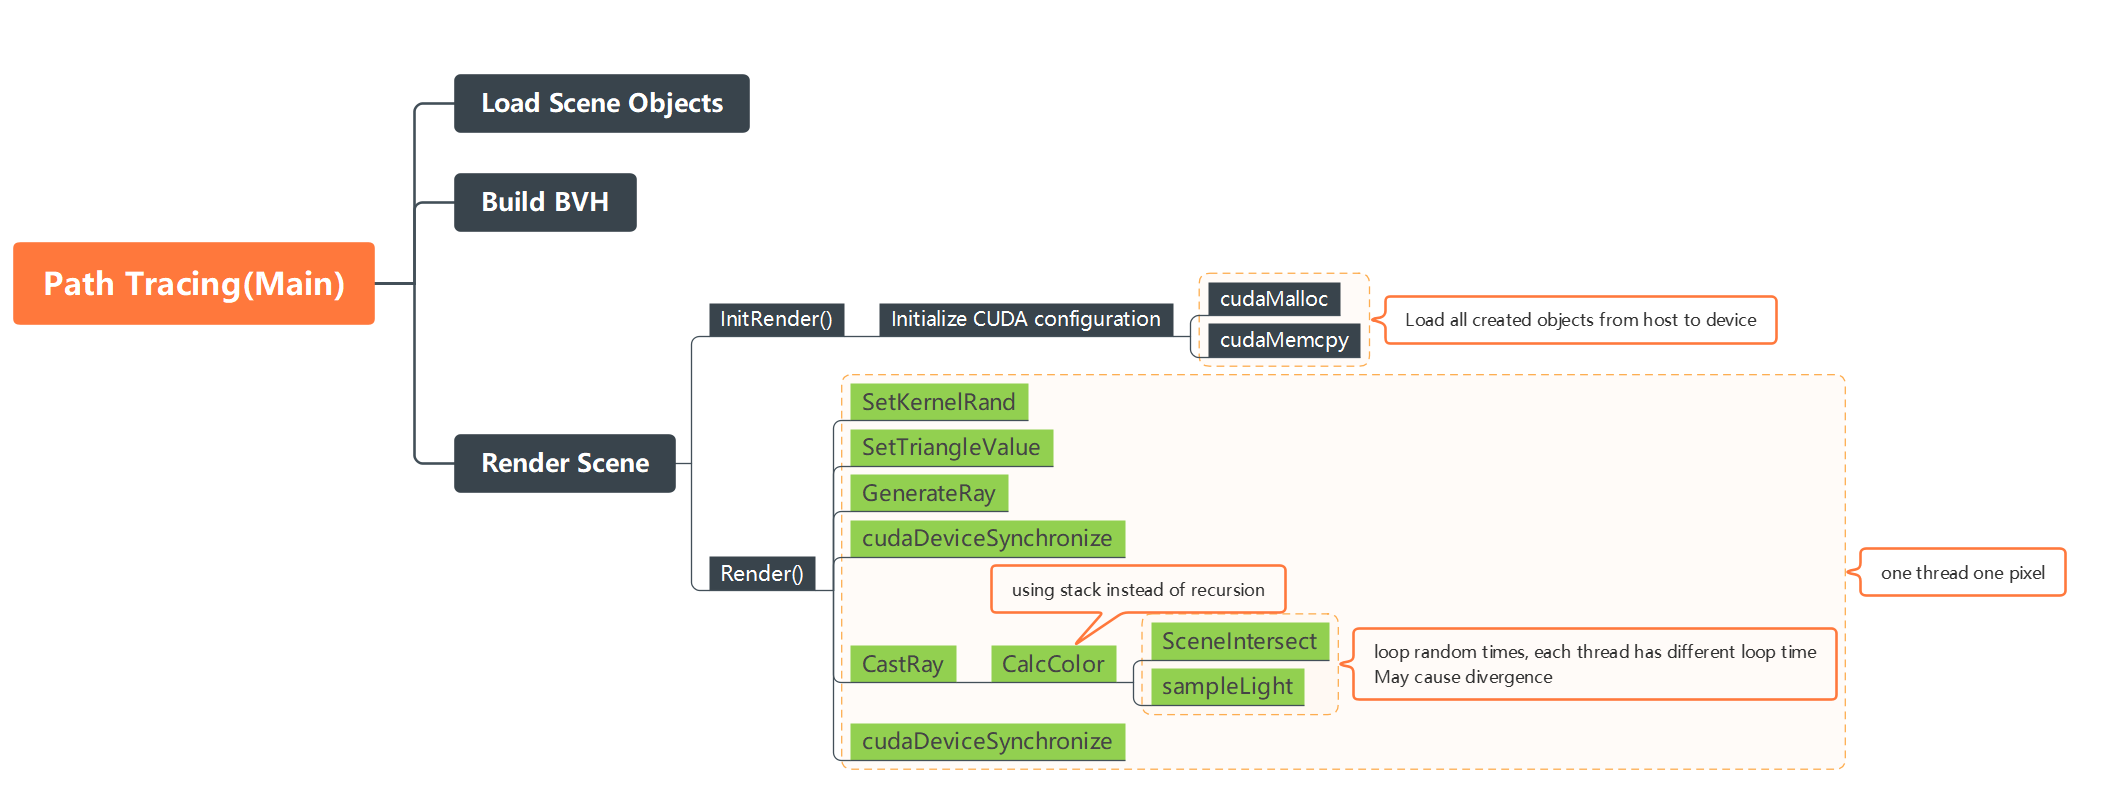 Load Scene Objects
Build BVH
Path Tracing(Main)
InitRender()
Initialize CUDA configuration
cudaMalloc
cudaMemcpy
Load all created objects from host to device
Render Scene
Render()
SetKernelRand
SetTriangleValue
GenerateRay
cudaDeviceSynchronize
using stack instead of recursion
CastRay
CalcColor
SceneIntersect
sampleLight
loop random times, each thread has different loop time
May cause divergence
cudaDeviceSynchronize
one thread one pixel